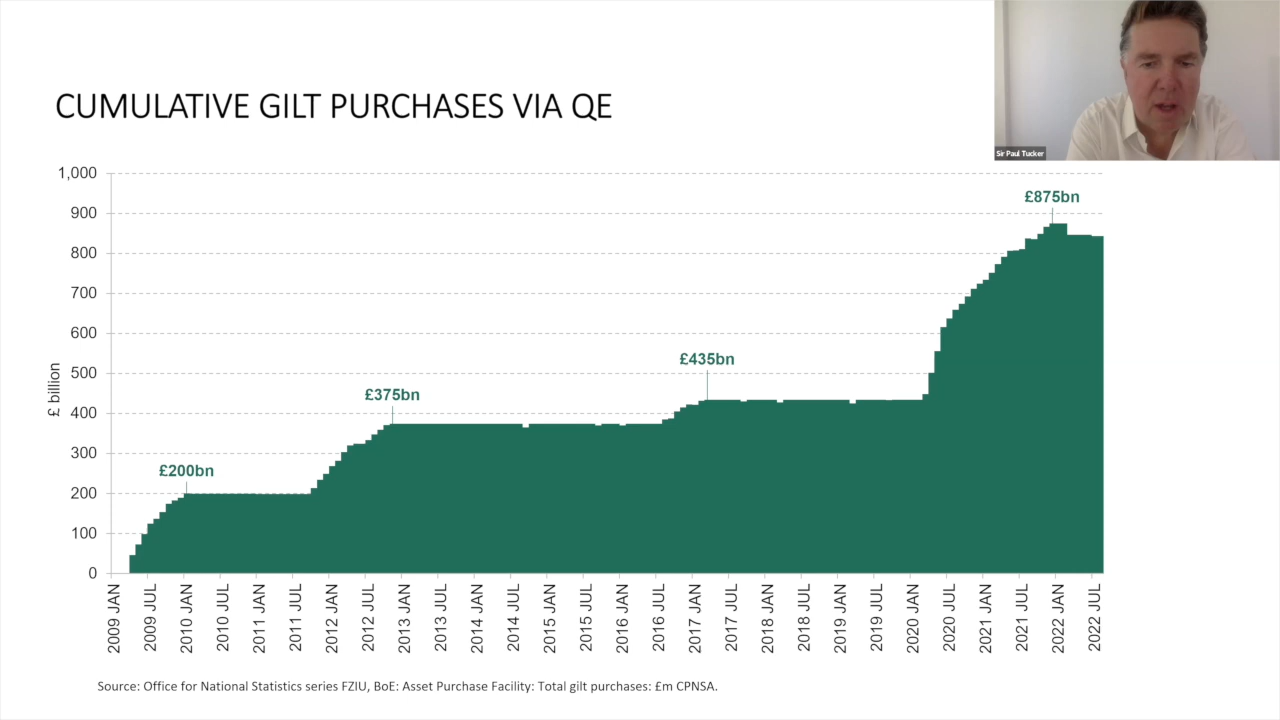 CUMULATIVE GILT PURCHASES VIA QE
Sir Paul Tucker
£ billion
1,000
900
800
700
600
500
400
300
200
100
0
£200bn
£375bn
£435bn
£875bn
2009 JAN
2009 JUL
2010 JAN
2010 JUL
2011 JAN
2011 JUL
2012 JAN
2012 JUL
2013 JAN
2013 JUL
2014 JAN
2014 JUL
2015 JAN
2015 JUL
2016 JAN
2016 JUL
2017 JAN
2017 JUL
2018 JAN
2018 JUL
2019 JAN
2019 JUL
2020 JAN
2020 JUL
2021 JAN
2021 JUL
2022 JAN
2022 JUL
Source: Office for National Statistics series FZIU, BoE: Asset Purchase Facility: Total gilt purchases: £m CPNSA.